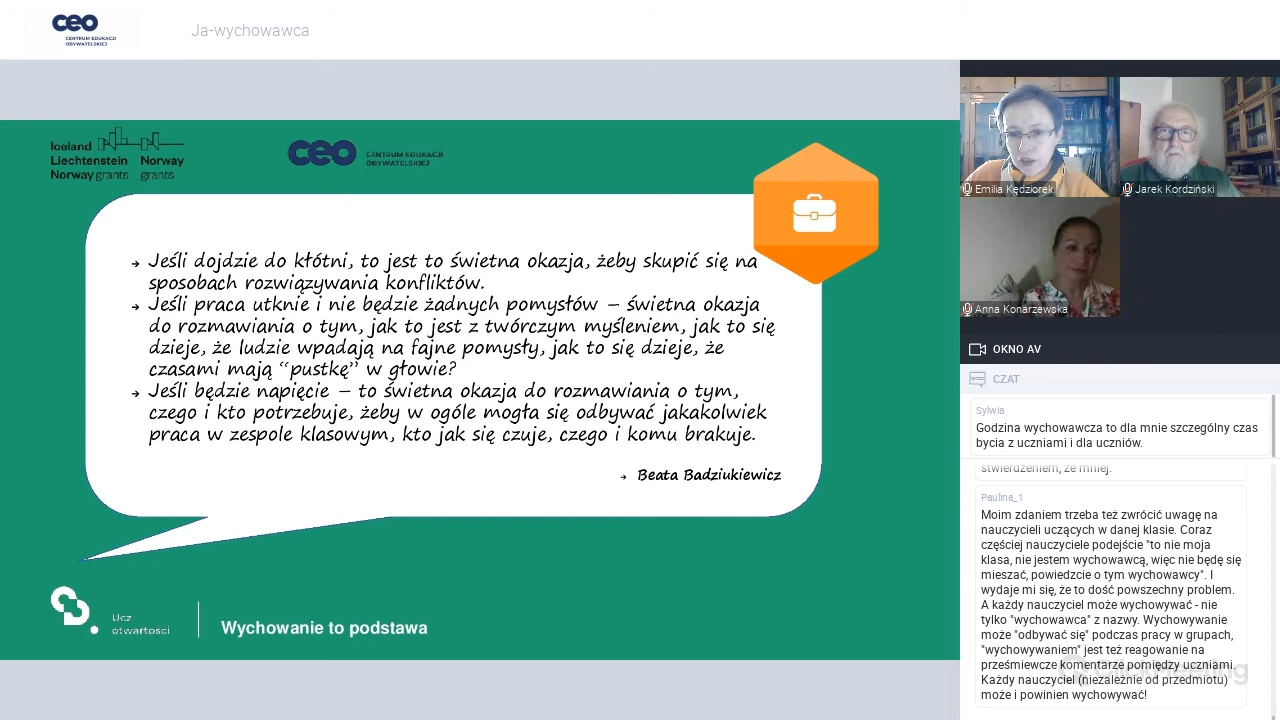 ceo
CENTRUM EDUKACJI
OBYWATELSKIEJ
Ja-wychowawca
Iceland
Liechtenstein
Norway grants
Norway
grants
ceo
CENTRUM EDUKACJI
OBYWATELSKIEJ
→ Jeśli dojdzie do kłótni, to jest to świetna okazja, żeby skupić się na
sposobach rozwiązywania konfliktów.
→ Jeśli praca utknie i nie będzie żadnych pomysłów – świetna okazja
do rozmawiania o tym, jak to jest z twórczym myśleniem, jak to się
dzieje, że ludzie wpadają na fajne pomysły, jak to się dzieje, że
czasami mają “pustkę” w głowie?
→ Jeśli będzie napięcie – to świetna okazja do rozmawiania o tym,
czego i kto potrzebuje, żeby w ogóle mogła się odbywać jakakolwiek
praca w zespole klasowym, kto jak się czuje, czego i komu brakuje.
→ Beata Badziukiewicz
Ucz
otwartości
Wychowanie to podstawa
Emilia Kędziorek
Jarek Kordziński
Anna Konarzewska
OKNO AV
CZAT
Sylwia
Godzina wychowawcza to dla mnie szczególny czas
bycia z uczniami i dla uczniów.
stwierdzeniem, że mniej.
Paulina_1
Moim zdaniem trzeba też zwrócić uwagę na
nauczycieli uczących w danej klasie. Coraz
częściej nauczyciele podejście "to nie moja
klasa, nie jestem wychowawcą, więc nie będę się
mieszać, powiedzcie o tym wychowawcy". I
wydaje mi się, że to dość powszechny problem.
A każdy nauczyciel może wychowywać - nie
tylko "wychowawca" z nazwy. Wychowywanie
może "odbywać się" podczas pracy w grupach,
"wychowywaniem" jest też reagowanie na
prześmiewcze komentarze pomiędzy uczniami.
Każdy nauczyciel (niezależnie od przedmiotu)
może i powinien wychowywać!
ClickMeeting